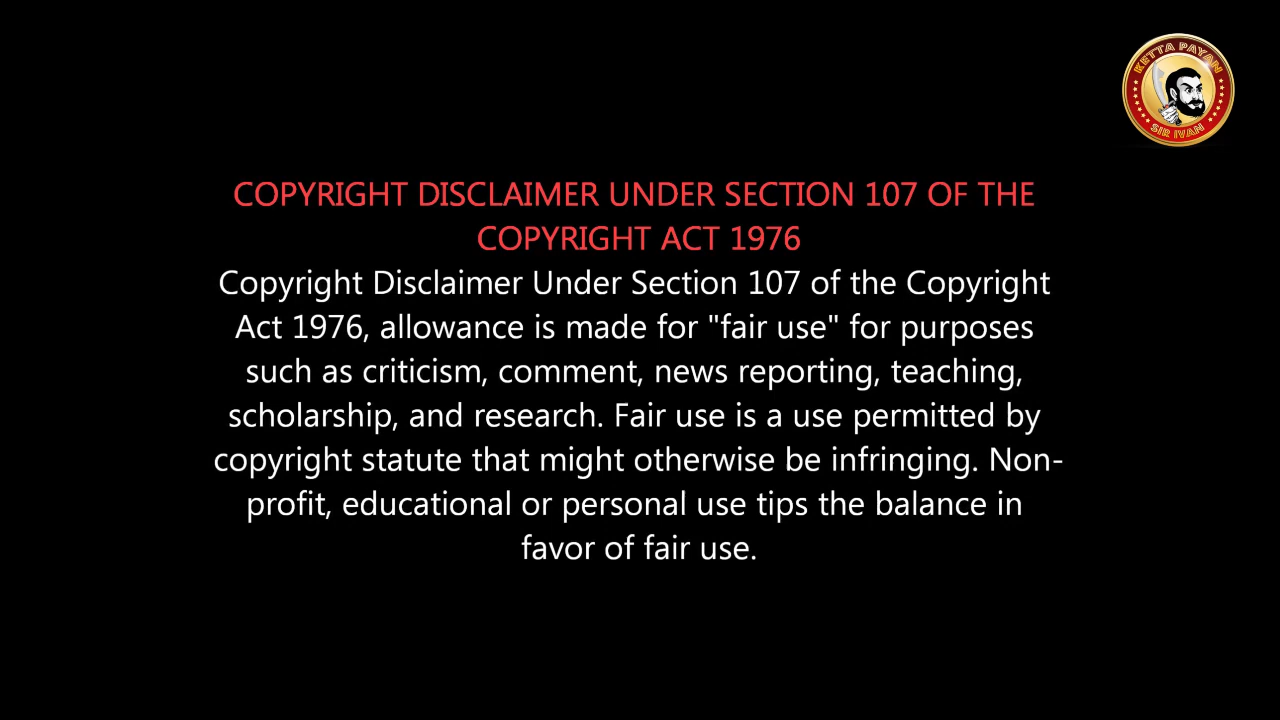 KETTA PAYAN
SIR IVAN
COPYRIGHT DISCLAIMER UNDER SECTION 107 OF THE
COPYRIGHT ACT 1976
Copyright Disclaimer Under Section 107 of the Copyright
Act 1976, allowance is made for "fair use" for purposes
such as criticism, comment, news reporting, teaching,
scholarship, and research. Fair use is a use permitted by
copyright statute that might otherwise be infringing. Non-
profit, educational or personal use tips the balance in
favor of fair use.